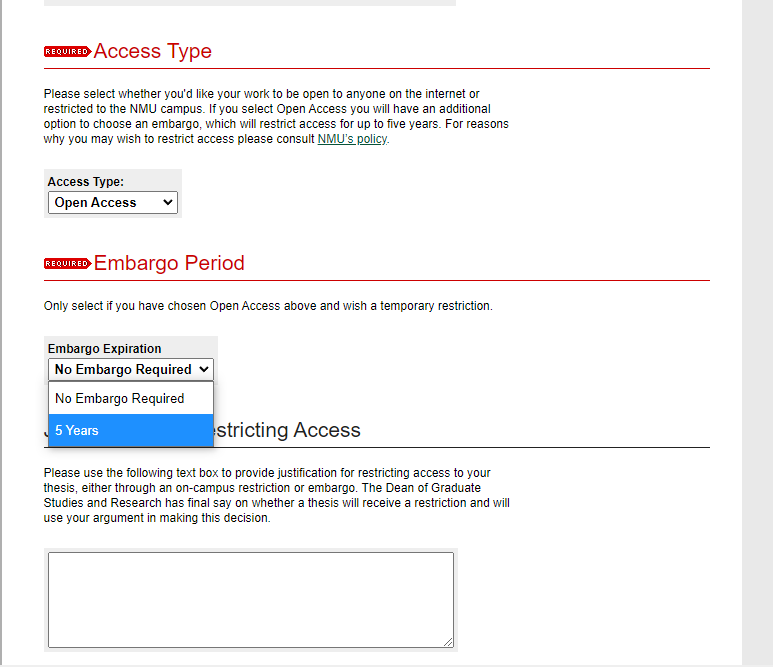 REQUIRED Access Type
Please select whether you'd like your work to be open to anyone on the internet or
restricted to the NMU campus. If you select Open Access you will have an additional
option to choose an embargo, which will restrict access for up to five years. For reasons
why you may wish to restrict access please consult NMU's policy.
Access Type:
Open Access
REQUIRED Embargo Period
Only select if you have chosen Open Access above and wish a temporary restriction.
Embargo Expiration
No Embargo Required
No Embargo Required
5 Years
stricting Access
Please use the following text box to provide justification for restricting access to your
thesis, either through an on-campus restriction or embargo. The Dean of Graduate
Studies and Research has final say on whether a thesis will receive a restriction and will
use your argument in making this decision.